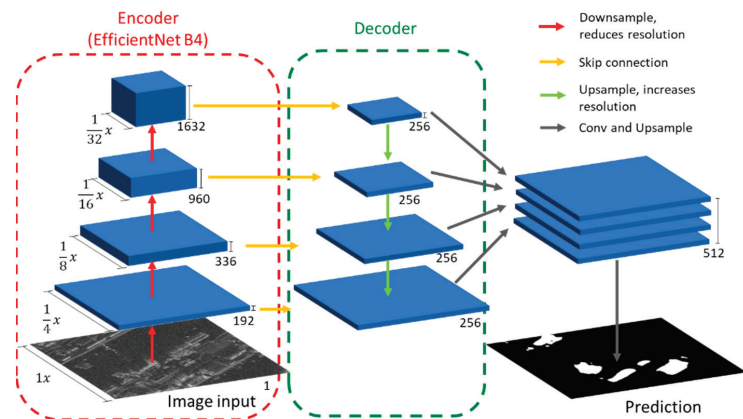 Encoder
(EfficientNet B4)
Decoder
Downsample,
reduces resolution
Skip connection
Upsample, increases
resolution
Conv and Upsample
1/32 x
1632
256
1/16 x
960
256
1/8 x
336
256
512
1/4 x
192
256
1x
1
Image input
Prediction